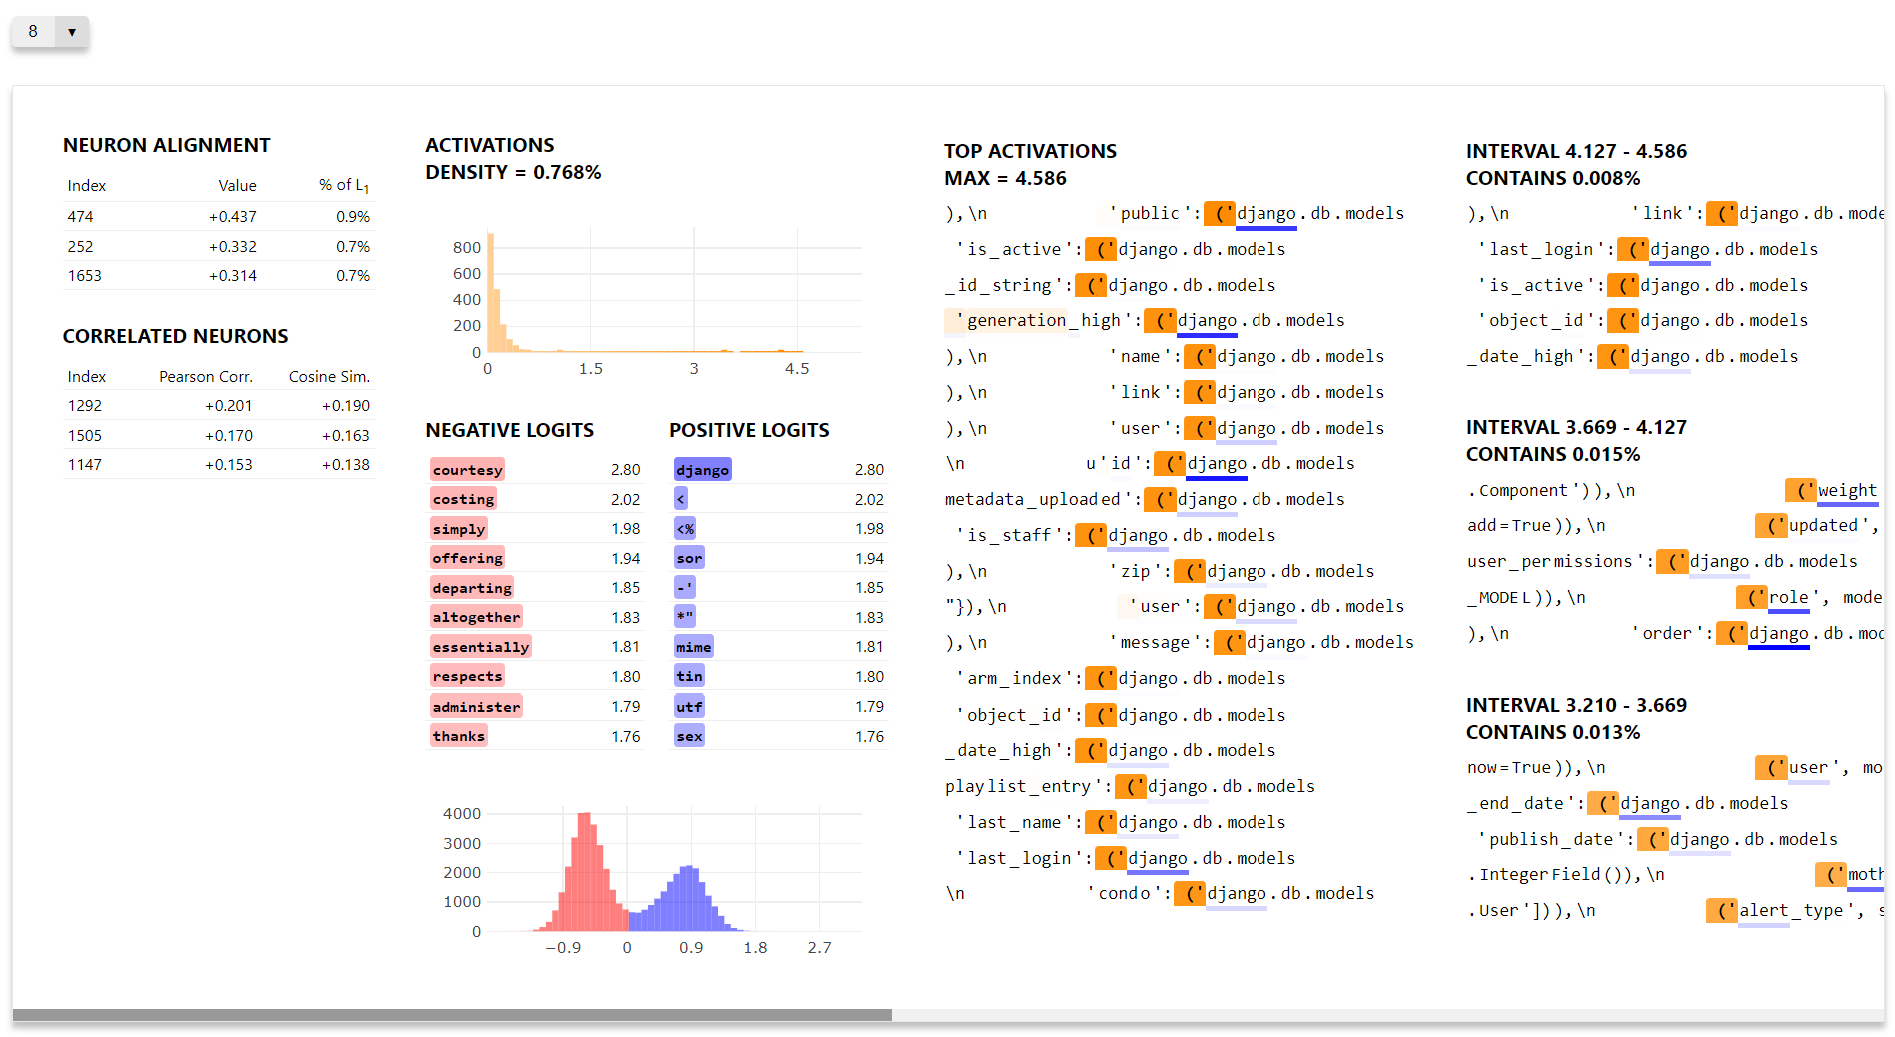 8 ▼
NEURON ALIGNMENT
Index Value % of L1
474 +0.437 0.9%
252 +0.332 0.7%
1653 +0.314 0.7%
CORRELATED NEURONS
Index Pearson Corr. Cosine Sim.
1292 +0.201 +0.190
1505 +0.170 +0.163
1147 +0.153 +0.138
ACTIVATIONS
DENSITY = 0.768%
800
600
400
200
0
0 1.5 3 4.5
NEGATIVE LOGITS
courtesy 2.80
costing 2.02
simply 1.98
offering 1.94
departing 1.85
altogether 1.83
essentially 1.81
respects 1.80
administer 1.79
thanks 1.76
POSITIVE LOGITS
django 2.80
< 2.02
<% 1.98
sor 1.94
-' 1.85
*" 1.83
mime 1.81
tin 1.80
utf 1.79
sex 1.76
4000
3000
2000
1000
0
−0.9 0 0.9 1.8 2.7
TOP ACTIVATIONS
MAX = 4.586
),\n 'public': ('django.db.models
'is_active': ('django.db.models
_id_string': ('django.db.models
'generation_high': ('django.db.models
),\n 'name': ('django.db.models
),\n 'link': ('django.db.models
),\n 'user': ('django.db.models
\n u'id': ('django.db.models
metadata_uploaded': ('django.db.models
'is_staff': ('django.db.models
),\n 'zip': ('django.db.models
"}),\n 'user': ('django.db.models
),\n 'message': ('django.db.models
'arm_index': ('django.db.models
'object_id': ('django.db.models
_date_high': ('django.db.models
playlist_entry': ('django.db.models
'last_name': ('django.db.models
'last_login': ('django.db.models
\n 'condo': ('django.db.models
INTERVAL 4.127 - 4.586
CONTAINS 0.008%
),\n 'link': ('django.db.mode
'last_login': ('django.db.models
'is_active': ('django.db.models
'object_id': ('django.db.models
_date_high': ('django.db.models
INTERVAL 3.669 - 4.127
CONTAINS 0.015%
.Component')),\n ('weight
add=True)),\n ('updated',
user_permissions': ('django.db.models
_MODEL)),\n ('role', mode
),\n 'order': ('django.db.mod
INTERVAL 3.210 - 3.669
CONTAINS 0.013%
now=True)),\n ('user', mo
_end_date': ('django.db.models
'publish_date': ('django.db.models
.IntegerField()),\n ('moth
.User'])),\n ('alert_type', s